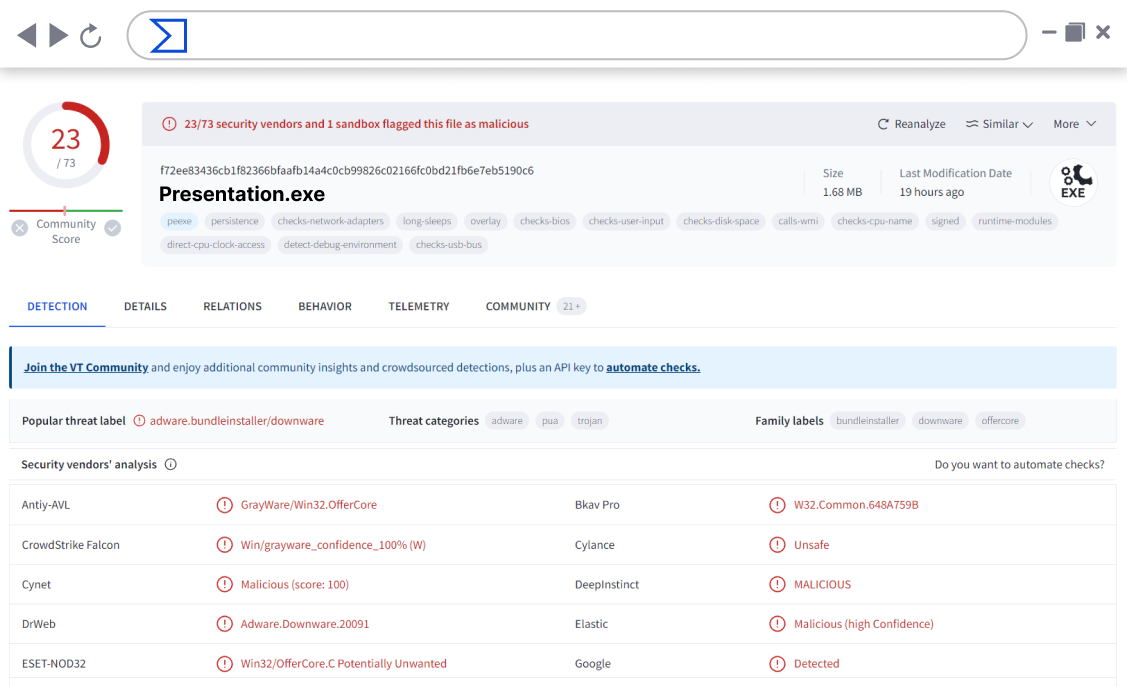 23
/ 73
Community
Score
23/73 security vendors and 1 sandbox flagged this file as malicious
Reanalyze Similar More
f72ee83436cb1f82366bfaafb14a4c0cb99826c02166fc0bd21fb6e7eb5190c6
Presentation.exe
Size
1.68 MB
Last Modification Date
19 hours ago
EXE
peexe persistence checks-network-adapters long-sleeps overlay checks-bios checks-user-input checks-disk-space calls-wmi checks-cpu-name signed runtime-modules
direct-cpu-clock-access detect-debug-environment checks-usb-bus
DETECTION DETAILS RELATIONS BEHAVIOR TELEMETRY COMMUNITY 21+
Join the VT Community and enjoy additional community insights and crowdsourced detections, plus an API key to automate checks.
Popular threat label adware.bundleinstaller/downware Threat categories adware pua trojan Family labels bundleinstaller downware offercore
Security vendors' analysis Do you want to automate checks?
Antiy-AVL GrayWare/Win32.OfferCore Bkav Pro W32.Common.648A759B
CrowdStrike Falcon Win/grayware_confidence_100% (W) Cylance Unsafe
Cynet Malicious (score: 100) DeepInstinct MALICIOUS
DrWeb Adware.Downware.20091 Elastic Malicious (high Confidence)
ESET-NOD32 Win32/OfferCore.C Potentially Unwanted Google Detected